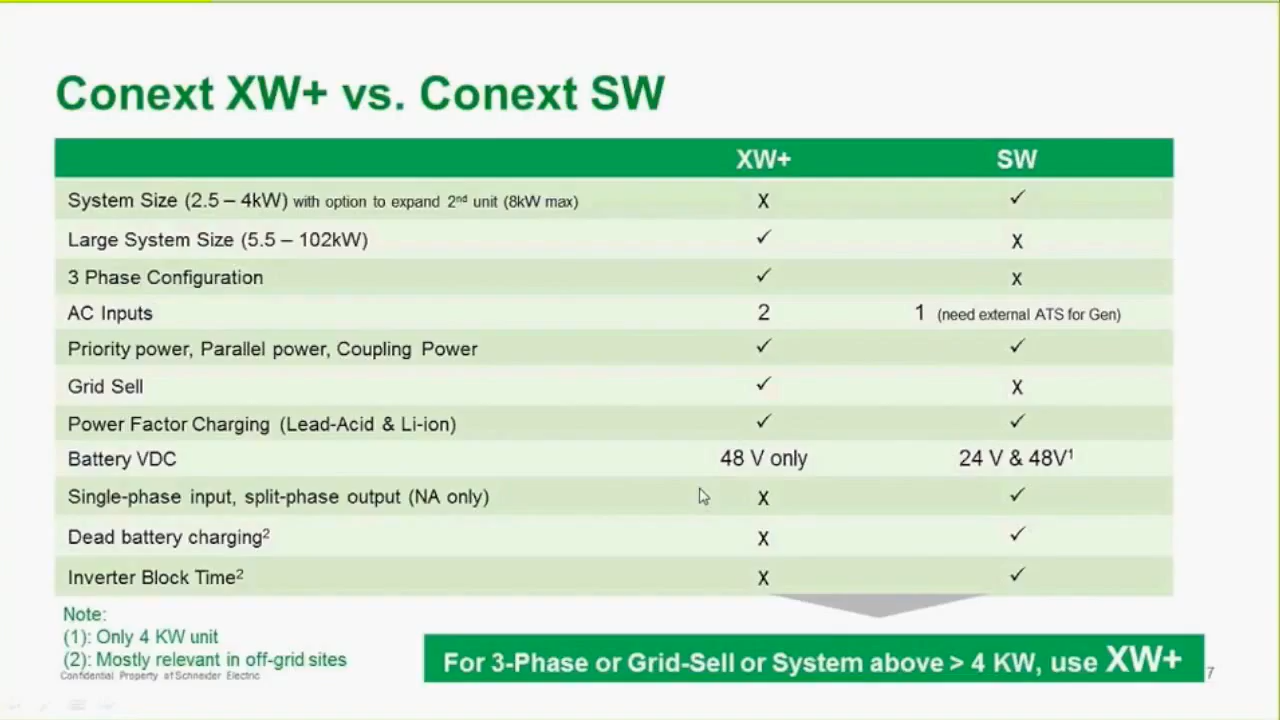 Conext XW+ vs. Conext SW
XW+ SW
System Size (2.5 – 4kW) with option to expand 2nd unit (8kW max) x ✓
Large System Size (5.5 – 102kW) ✓ x
3 Phase Configuration ✓ x
AC Inputs 2 1 (need external ATS for Gen)
Priority power, Parallel power, Coupling Power ✓ ✓
Grid Sell ✓ x
Power Factor Charging (Lead-Acid & Li-ion) ✓ ✓
Battery VDC 48 V only 24 V & 48V¹
Single-phase input, split-phase output (NA only) x ✓
Dead battery charging² x ✓
Inverter Block Time² x ✓
Note:
(1): Only 4 KW unit
(2): Mostly relevant in off-grid sites
Confidential Property of Schneider Electric
For 3-Phase or Grid-Sell or System above > 4 KW, use XW+
7